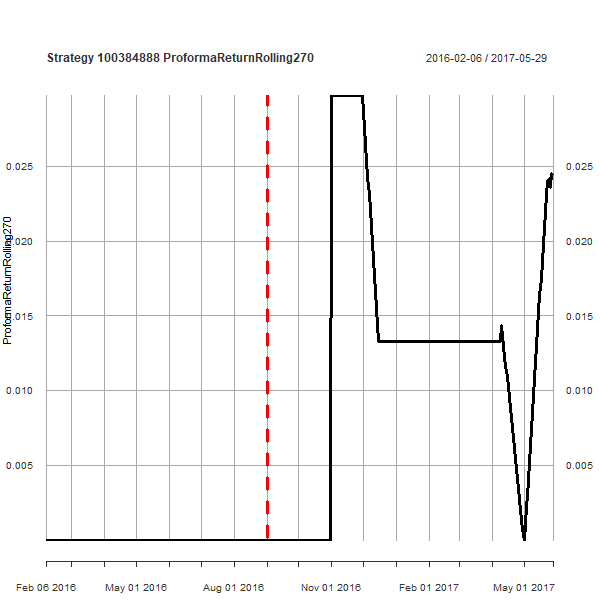 Strategy 100384888 ProformaReturnRolling270
2016-02-06 / 2017-05-29
0.025
0.025
0.020
0.020
ProformaReturnRolling270
0.015
0.015
0.010
0.010
0.005
0.005
Feb 06 2016
May 01 2016
Aug 01 2016
Nov 01 2016
Feb 01 2017
May 01 2017